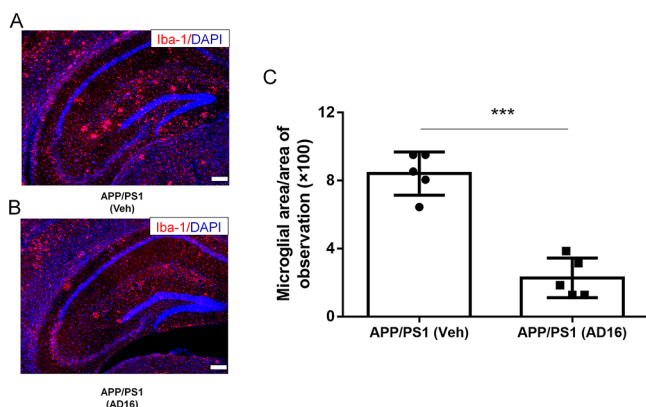 A
Iba-1/DAPI
APP/PS1
(Veh)
B
Iba-1/DAPI
APP/PS1
(AD16)
C
Microglial area/area of
observation (×100)
12
8
4
0
***
APP/PS1 (Veh)
APP/PS1 (AD16)